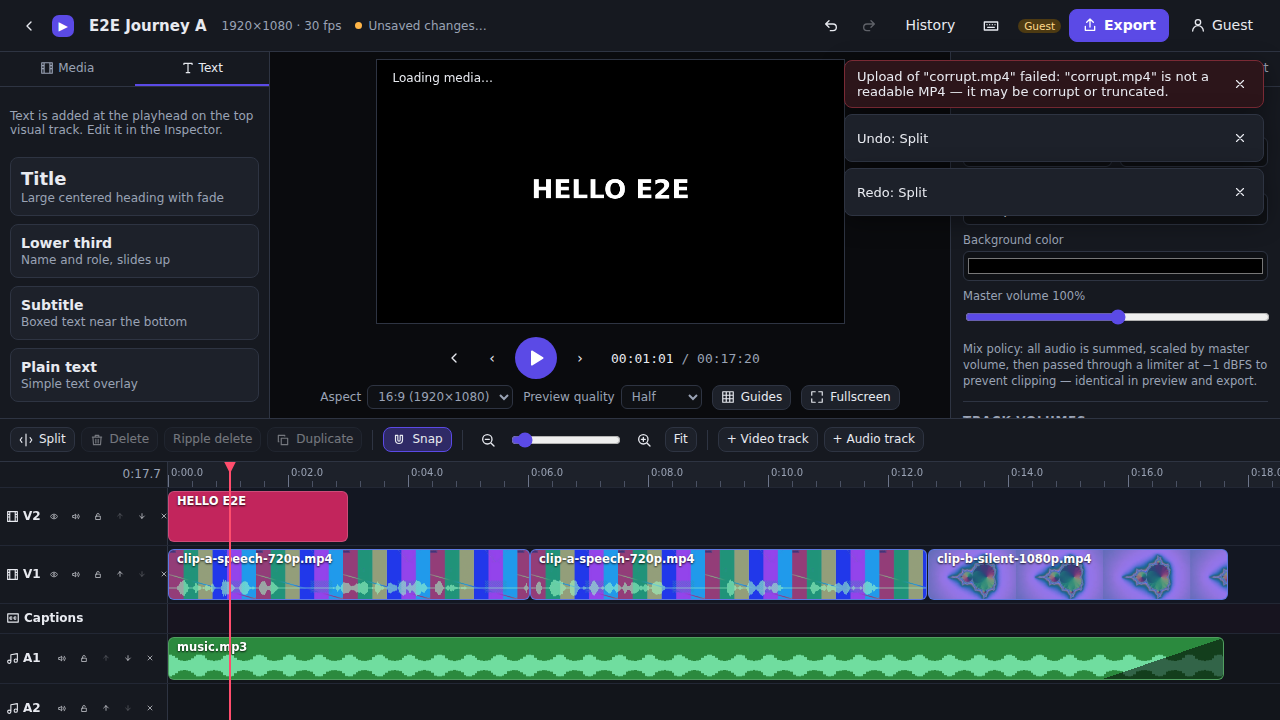 E2E Journey A 1920×1080 · 30 fps Unsaved changes… History Guest Export Guest
Media Text
Text is added at the playhead on the top
visual track. Edit it in the Inspector.
Title
Large centered heading with fade
Lower third
Name and role, slides up
Subtitle
Boxed text near the bottom
Plain text
Simple text overlay
Loading media…
HELLO E2E
Upload of "corrupt.mp4" failed: "corrupt.mp4" is not a
readable MP4 — it may be corrupt or truncated.
Undo: Split
Redo: Split
Background color
Master volume 100%
Mix policy: all audio is summed, scaled by master
volume, then passed through a limiter at −1 dBFS to
prevent clipping — identical in preview and export.
00:01:01 / 00:17:20
Aspect 16:9 (1920×1080) Preview quality Half Guides Fullscreen
Split Delete Ripple delete Duplicate Snap Fit + Video track + Audio track
0:17.7 0:00.0 0:02.0 0:04.0 0:06.0 0:08.0 0:10.0 0:12.0 0:14.0 0:16.0 0:18.0
V2 HELLO E2E
V1 clip-a-speech-720p.mp4 clip-a-speech-720p.mp4 clip-b-silent-1080p.mp4
Captions
A1 music.mp3
A2